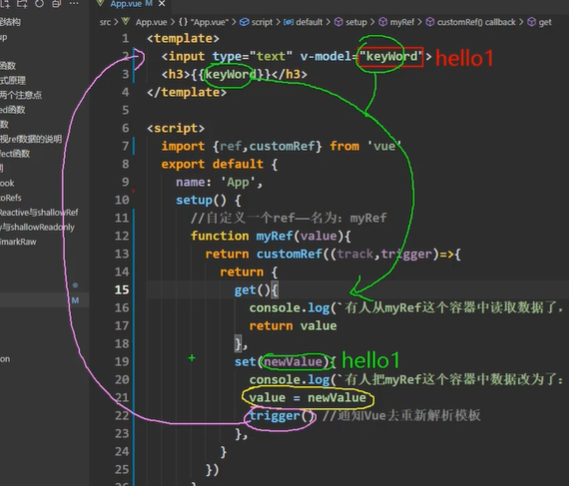 App.vue M
src > App.vue > {} "App.vue" > script > default > setup > myRef > customRef() callback > get
程结构
up
函数
式原理
两个注意点
ed函数
数
视ref数据的说明
fect函数
ook
oRefs
Reactive与shallowRef
y与shallowReadonly
markRaw
M
on
1 <template>
2 <input type="text" v-model="keyWord"> hello1
3 <h3>{{keyWord}}</h3>
4 </template>
5
6 <script>
7 import {ref,customRef} from 'vue'
8 export default {
9 name: 'App',
10 setup() {
11 //自定义一个ref——名为：myRef
12 function myRef(value){
13 return customRef((track,trigger)=>{
14 return {
15 get(){
16 console.log(`有人从myRef这个容器中读取数据了，
17 return value
18 },
19 set(newValue){ hello1
20 console.log(`有人把myRef这个容器中数据改为了：
21 value = newValue
22 trigger() //通知Vue去重新解析模板
23 },
24 }
25 })